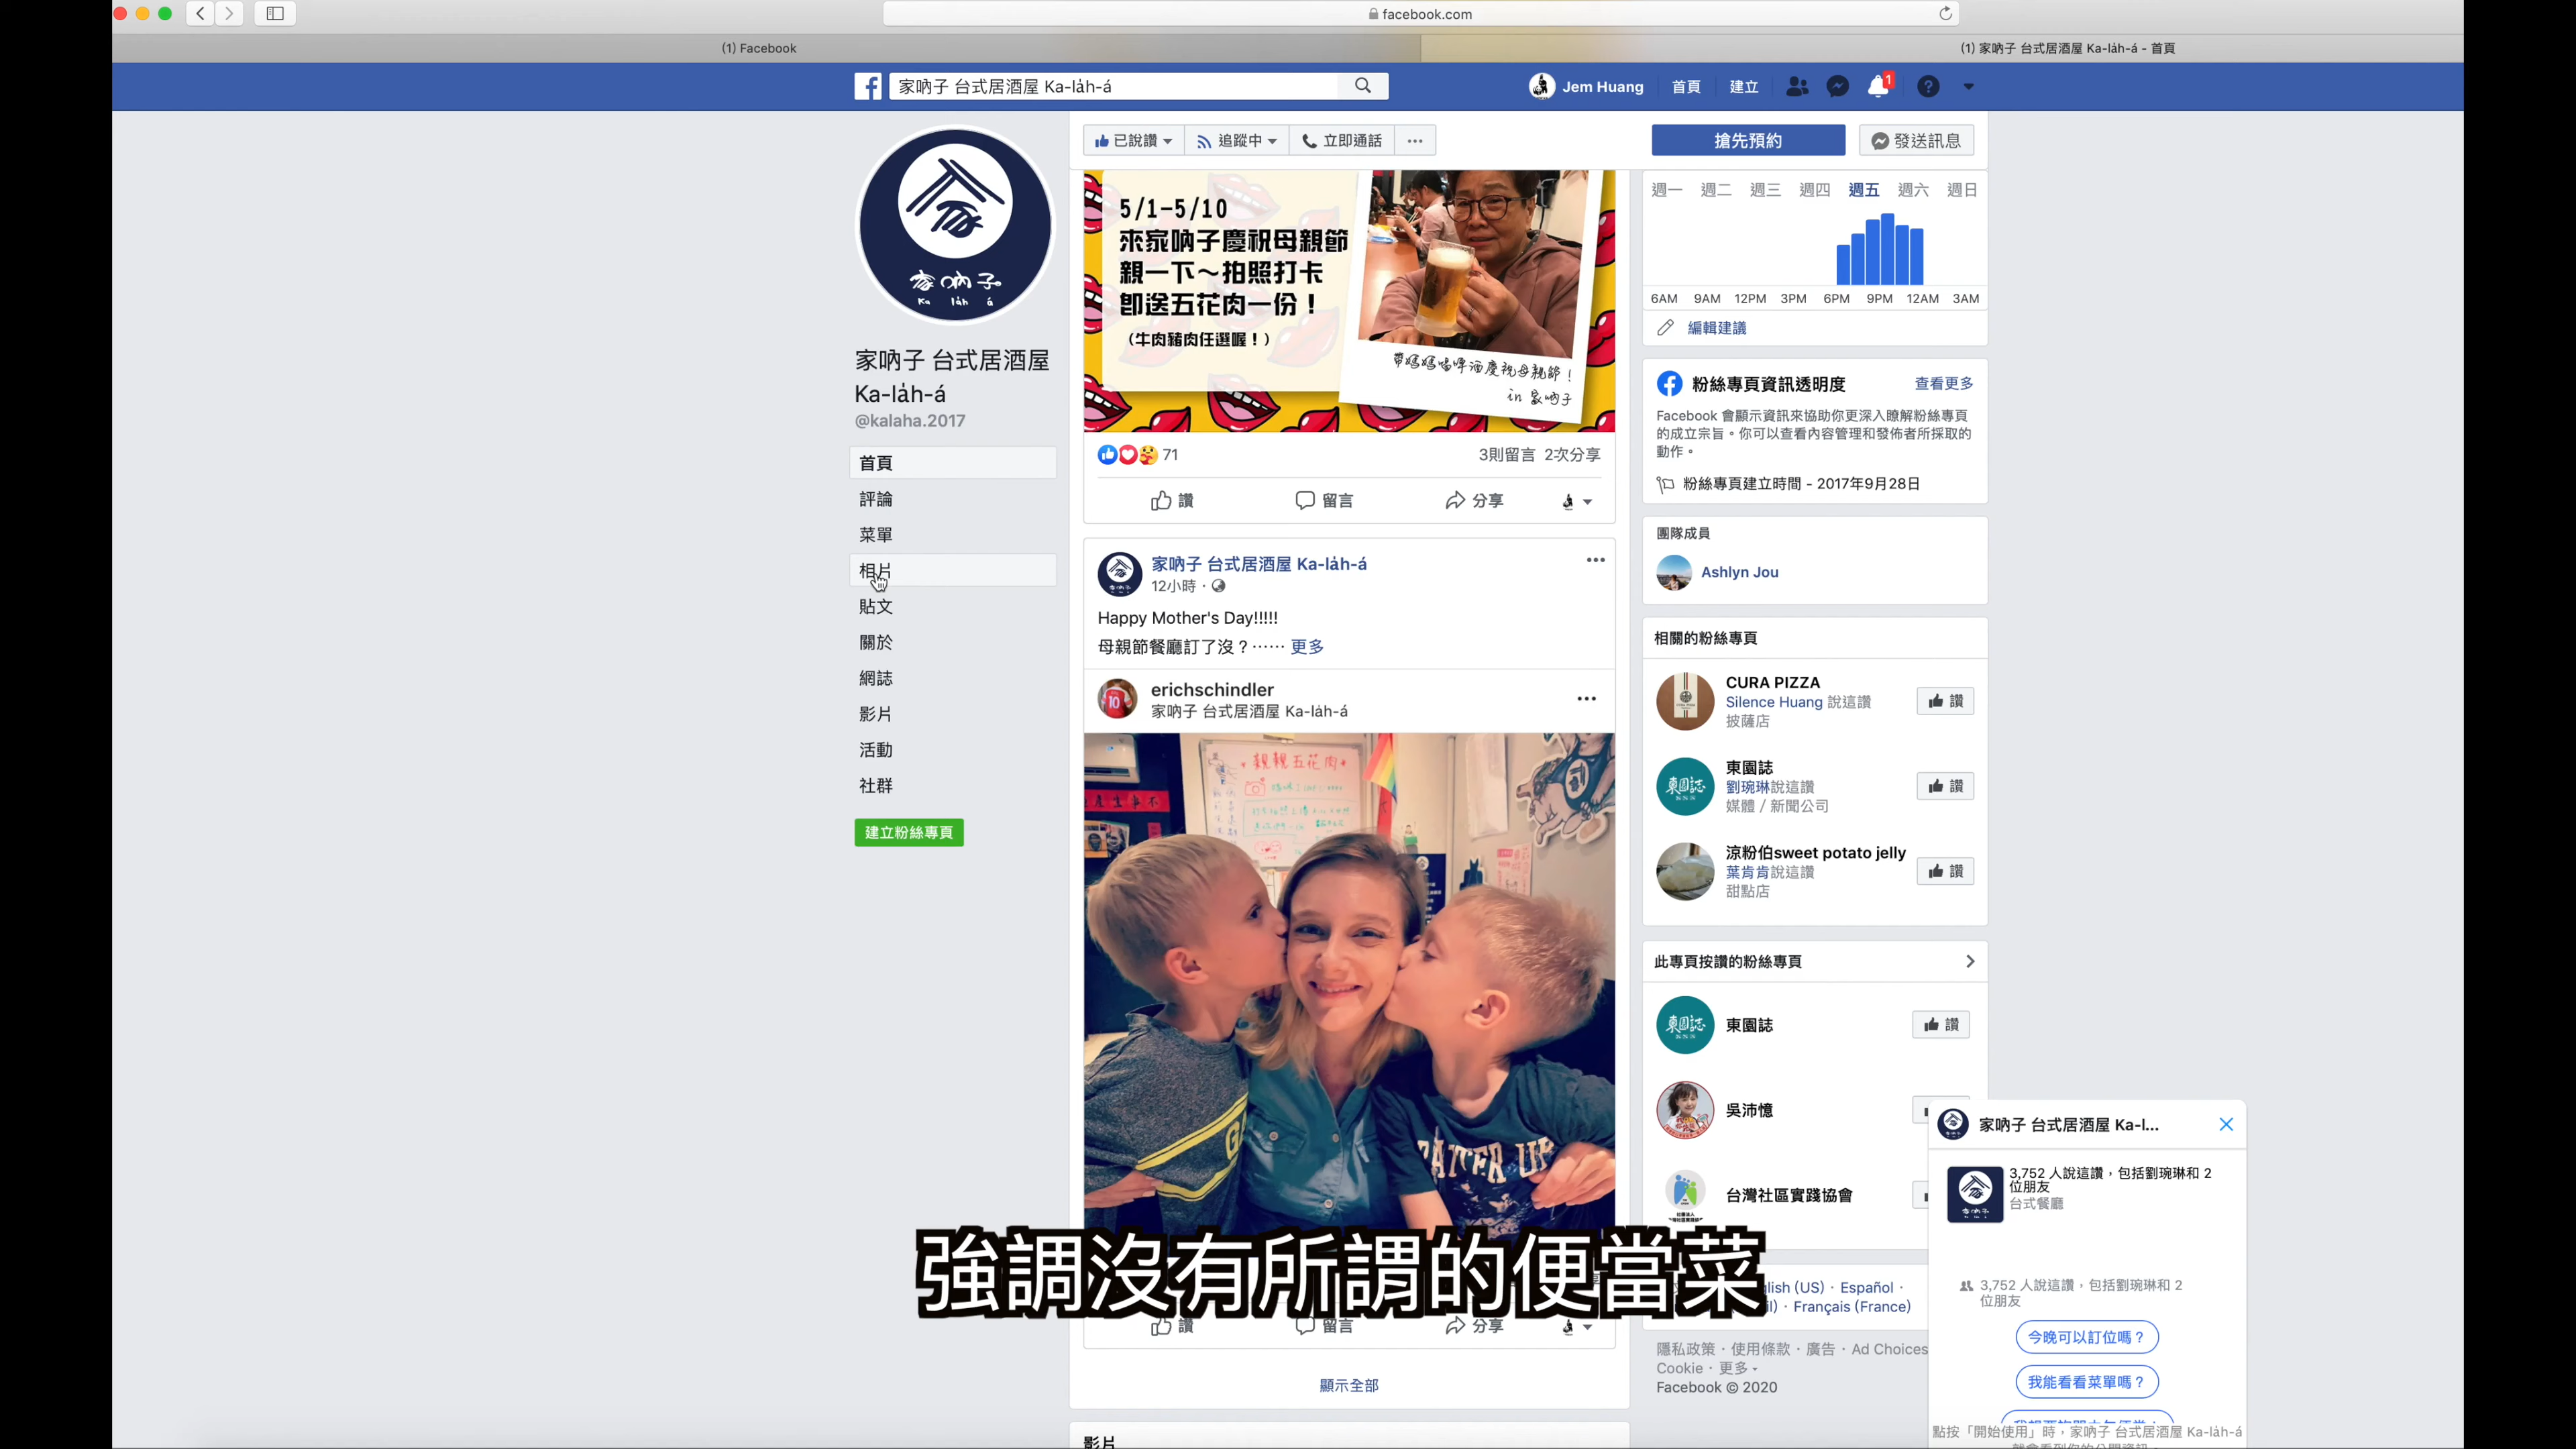 facebook.com
(1) Facebook
(1) 家吶子 台式居酒屋 Ka-la̍h-á - 首頁
家吶子 台式居酒屋 Ka-la̍h-á
Jem Huang
首頁
建立
1
家吶子
Ka la̍h á
家吶子 台式居酒屋
Ka-la̍h-á
@kalaha.2017
首頁
評論
菜單
相片
貼文
關於
網誌
影片
活動
社群
建立粉絲專頁
已說讚
追蹤中
立即通話
搶先預約
發送訊息
5/1-5/10
來家吶子慶祝母親節
親一下～拍照打卡
即送五花肉一份！
（牛肉豬肉任選喔！）
帶媽媽喝啤酒慶祝母親節！
in 家吶子
71
3則留言 2次分享
讚
留言
分享
家吶子 台式居酒屋 Ka-la̍h-á
12小時 ·
Happy Mother's Day!!!!!
母親節餐廳訂了沒？⋯⋯ 更多
erichschindler
家吶子 台式居酒屋 Ka-la̍h-á
親親五花肉
10
強調沒有所謂的便當菜
讚
留言
分享
顯示全部
影片
週一 週二 週三 週四 週五 週六 週日
6AM 9AM 12PM 3PM 6PM 9PM 12AM 3AM
編輯建議
粉絲專頁資訊透明度
查看更多
Facebook 會顯示資訊來協助你更深入瞭解粉絲專頁
的成立宗旨。你可以查看內容管理和發佈者所採取的
動作。
粉絲專頁建立時間 - 2017年9月28日
團隊成員
Ashlyn Jou
相關的粉絲專頁
CURA PIZZA
Silence Huang 說這讚
披薩店
讚
東園誌
劉琬琳說這讚
媒體／新聞公司
讚
涼粉伯sweet potato jelly
葉肯肯說這讚
甜點店
讚
此專頁按讚的粉絲專頁
東園誌
讚
吳沛憶
台灣社區實踐協會
glish (US) · Español ·
il) · Français (France)
隱私政策 · 使用條款 · 廣告 · Ad Choices
Cookie · 更多
Facebook © 2020
家吶子 台式居酒屋 Ka-l...
3,752 人說這讚，包括劉琬琳和 2
位朋友
台式餐廳
3,752 人說這讚，包括劉琬琳和 2
位朋友
今晚可以訂位嗎？
我能看看菜單嗎？
點按「開始使用」時，家吶子 台式居酒屋 Ka-la̍h-á